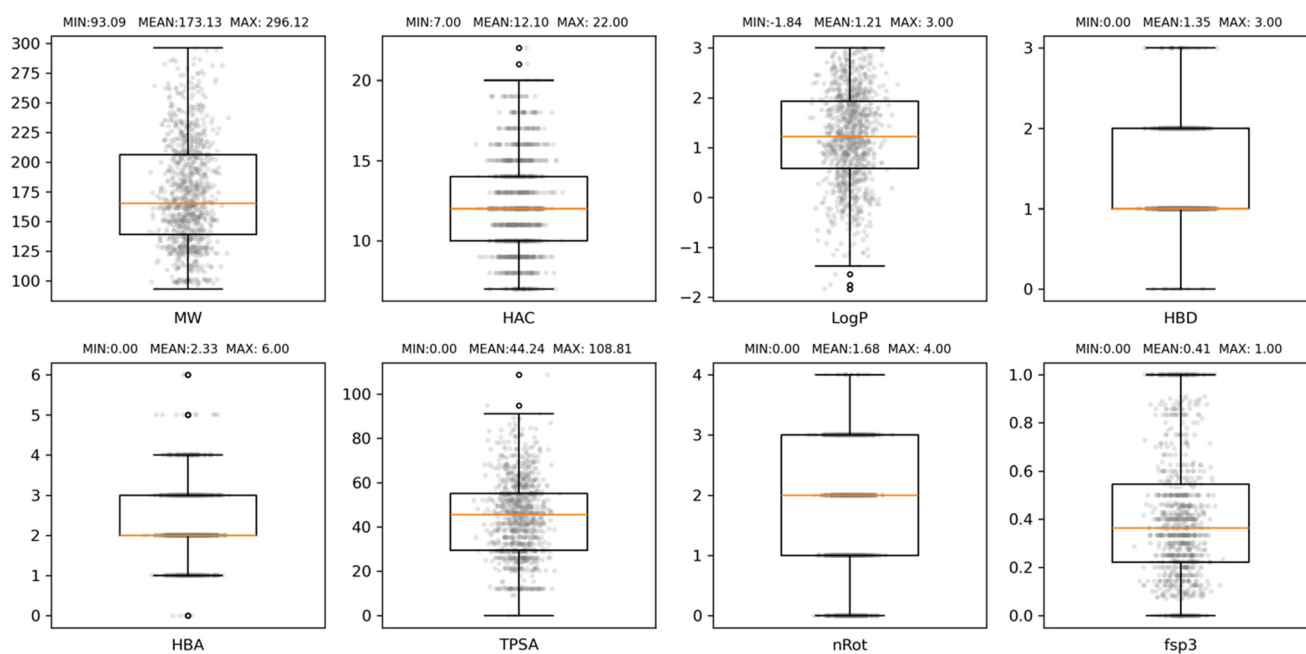 MIN:93.09 MEAN:173.13 MAX: 296.12
300
275
250
225
200
175
150
125
100
MW
MIN:7.00 MEAN:12.10 MAX: 22.00
20
15
10
HAC
MIN:-1.84 MEAN:1.21 MAX: 3.00
3
2
1
0
−1
−2
LogP
MIN:0.00 MEAN:1.35 MAX: 3.00
3
2
1
0
HBD
MIN:0.00 MEAN:2.33 MAX: 6.00
6
5
4
3
2
1
0
HBA
MIN:0.00 MEAN:44.24 MAX: 108.81
100
80
60
40
20
0
TPSA
MIN:0.00 MEAN:1.68 MAX: 4.00
4
3
2
1
0
nRot
MIN:0.00 MEAN:0.41 MAX: 1.00
1.0
0.8
0.6
0.4
0.2
0.0
fsp3